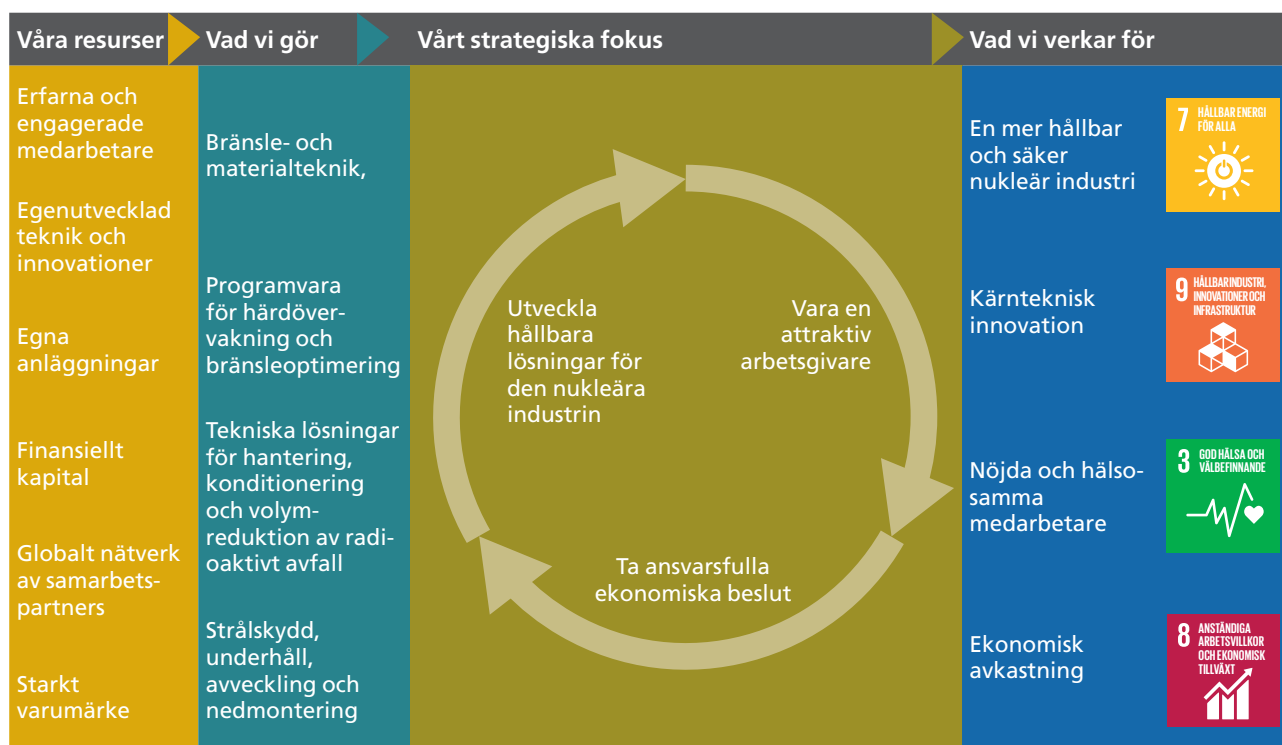 Våra resurser
Vad vi gör
Vårt strategiska fokus
Vad vi verkar för
Erfarna och
engagerade
medarbetare
Egenutvecklad
teknik och
innovationer
Egna
anläggningar
Finansiellt
kapital
Globalt nätverk
av samarbets-
partners
Starkt
varumärke
Bränsle- och
materialteknik,
Programvara
för härdöver-
vakning och
bränsleoptimering
Tekniska lösningar
för hantering,
konditionering
och volym-
reduktion av radi-
oaktivt avfall
Strålskydd,
underhåll,
avveckling och
nedmontering
Utveckla
hållbara
lösningar för
den nukleära
industrin
Vara en
attraktiv
arbetsgivare
Ta ansvarsfulla
ekonomiska beslut
En mer hållbar
och säker
nukleär industri
7 HÅLLBAR ENERGI
FÖR ALLA
Kärnteknisk
innovation
9 HÅLLBAR INDUSTRI,
INNOVATIONER OCH
INFRASTRUKTUR
Nöjda och hälso-
samma
medarbetare
3 GOD HÄLSA OCH
VÄLBEFINNANDE
Ekonomisk
avkastning
8 ANSTÄNDIGA
ARBETSVILLKOR
OCH EKONOMISK
TILLVÄXT